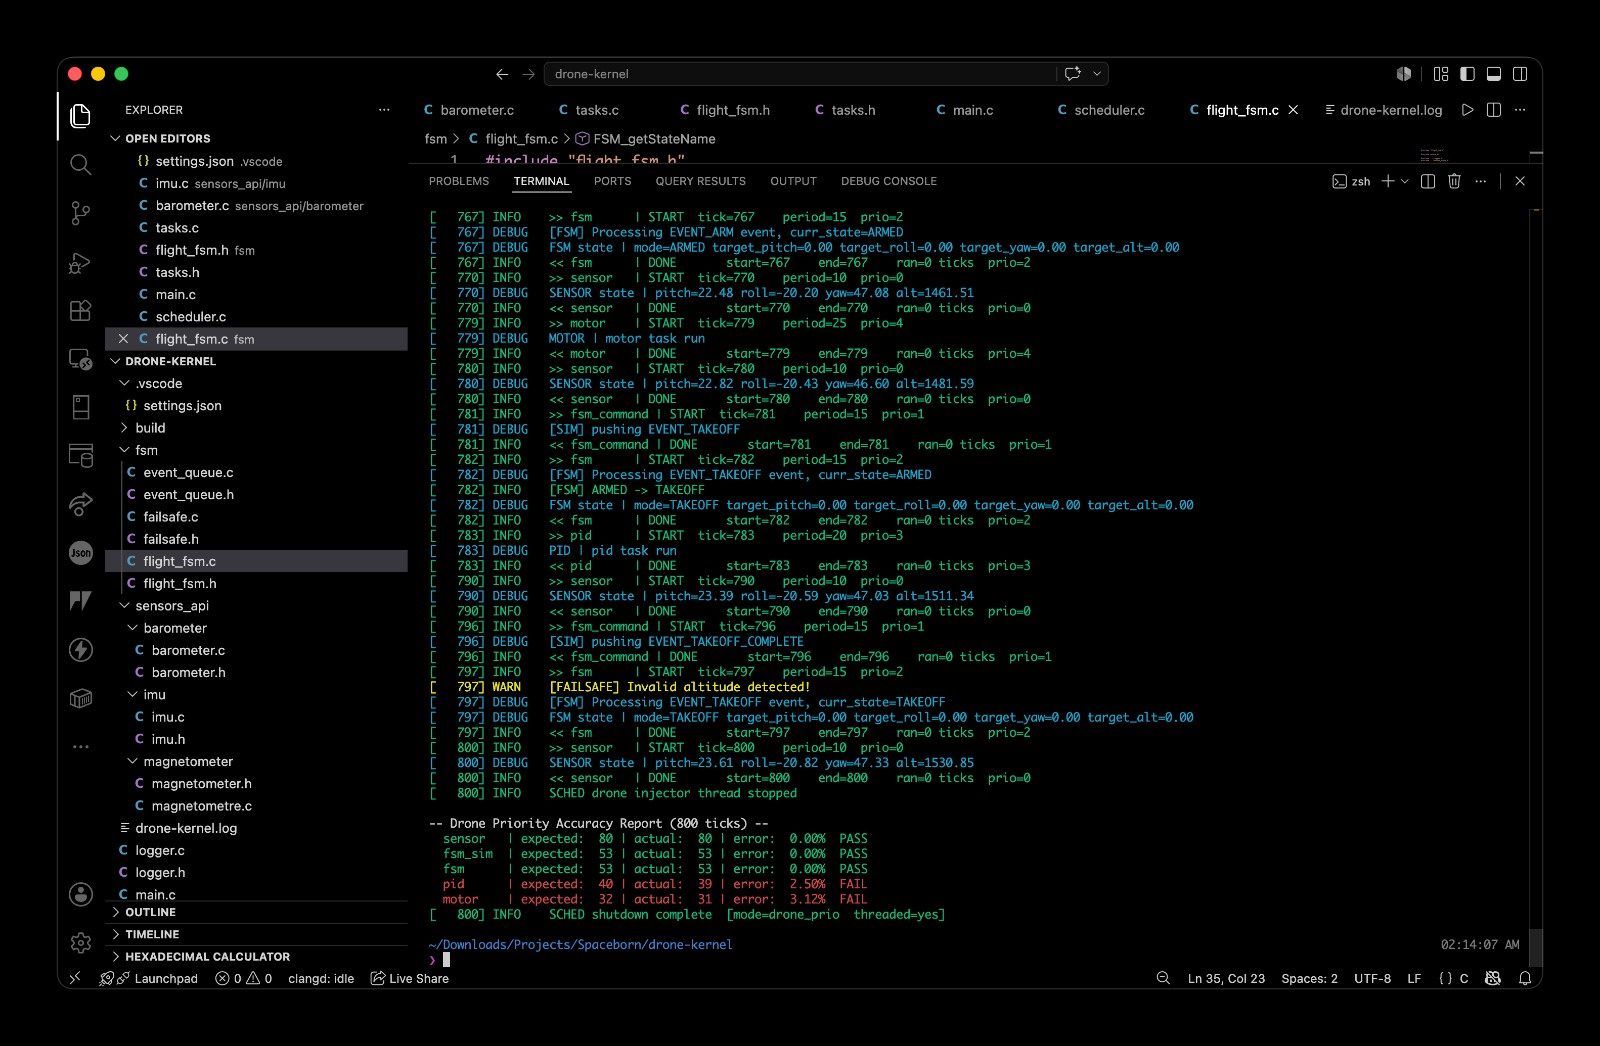 drone-kernel
EXPLORER
OPEN EDITORS
{} settings.json .vscode
C imu.c sensors_api/imu
C barometer.c sensors_api/barometer
C tasks.c
C flight_fsm.h fsm
C tasks.h
C main.c
C scheduler.c
C flight_fsm.c fsm
DRONE-KERNEL
.vscode
{} settings.json
build
fsm
C event_queue.c
C event_queue.h
C failsafe.c
C failsafe.h
C flight_fsm.c
C flight_fsm.h
sensors_api
barometer
C barometer.c
C barometer.h
imu
C imu.c
C imu.h
magnetometer
C magnetometer.h
C magnetometre.c
drone-kernel.log
C logger.c
C logger.h
C main.c
OUTLINE
TIMELINE
HEXADECIMAL CALCULATOR
Json
C barometer.c C tasks.c C flight_fsm.h C tasks.h C main.c C scheduler.c C flight_fsm.c drone-kernel.log
fsm > C flight_fsm.c > FSM_getStateName
1 #include "flight_fsm.h"
PROBLEMS TERMINAL PORTS QUERY RESULTS OUTPUT DEBUG CONSOLE zsh
[ 767] INFO >> fsm | START tick=767 period=15 prio=2
[ 767] DEBUG [FSM] Processing EVENT_ARM event, curr_state=ARMED
[ 767] DEBUG FSM state | mode=ARMED target_pitch=0.00 target_roll=0.00 target_yaw=0.00 target_alt=0.00
[ 767] INFO << fsm | DONE start=767 end=767 ran=0 ticks prio=2
[ 770] INFO >> sensor | START tick=770 period=10 prio=0
[ 770] DEBUG SENSOR state | pitch=22.48 roll=-20.20 yaw=47.08 alt=1461.51
[ 770] INFO << sensor | DONE start=770 end=770 ran=0 ticks prio=0
[ 779] INFO >> motor | START tick=779 period=25 prio=4
[ 779] DEBUG MOTOR | motor task run
[ 779] INFO << motor | DONE start=779 end=779 ran=0 ticks prio=4
[ 780] INFO >> sensor | START tick=780 period=10 prio=0
[ 780] DEBUG SENSOR state | pitch=22.82 roll=-20.43 yaw=46.60 alt=1481.59
[ 780] INFO << sensor | DONE start=780 end=780 ran=0 ticks prio=0
[ 781] INFO >> fsm_command | START tick=781 period=15 prio=1
[ 781] DEBUG [SIM] pushing EVENT_TAKEOFF
[ 781] INFO << fsm_command | DONE start=781 end=781 ran=0 ticks prio=1
[ 782] INFO >> fsm | START tick=782 period=15 prio=2
[ 782] DEBUG [FSM] Processing EVENT_TAKEOFF event, curr_state=ARMED
[ 782] INFO [FSM] ARMED -> TAKEOFF
[ 782] DEBUG FSM state | mode=TAKEOFF target_pitch=0.00 target_roll=0.00 target_yaw=0.00 target_alt=0.00
[ 782] INFO << fsm | DONE start=782 end=782 ran=0 ticks prio=2
[ 783] INFO >> pid | START tick=783 period=20 prio=3
[ 783] DEBUG PID | pid task run
[ 783] INFO << pid | DONE start=783 end=783 ran=0 ticks prio=3
[ 790] INFO >> sensor | START tick=790 period=10 prio=0
[ 790] DEBUG SENSOR state | pitch=23.39 roll=-20.59 yaw=47.03 alt=1511.34
[ 790] INFO << sensor | DONE start=790 end=790 ran=0 ticks prio=0
[ 796] INFO >> fsm_command | START tick=796 period=15 prio=1
[ 796] DEBUG [SIM] pushing EVENT_TAKEOFF_COMPLETE
[ 796] INFO << fsm_command | DONE start=796 end=796 ran=0 ticks prio=1
[ 797] INFO >> fsm | START tick=797 period=15 prio=2
[ 797] WARN [FAILSAFE] Invalid altitude detected!
[ 797] DEBUG [FSM] Processing EVENT_TAKEOFF event, curr_state=TAKEOFF
[ 797] DEBUG FSM state | mode=TAKEOFF target_pitch=0.00 target_roll=0.00 target_yaw=0.00 target_alt=0.00
[ 797] INFO << fsm | DONE start=797 end=797 ran=0 ticks prio=2
[ 800] INFO >> sensor | START tick=800 period=10 prio=0
[ 800] DEBUG SENSOR state | pitch=23.61 roll=-20.82 yaw=47.33 alt=1530.85
[ 800] INFO << sensor | DONE start=800 end=800 ran=0 ticks prio=0
[ 800] INFO SCHED drone injector thread stopped
-- Drone Priority Accuracy Report (800 ticks) --
sensor | expected: 80 | actual: 80 | error: 0.00% PASS
fsm_sim | expected: 53 | actual: 53 | error: 0.00% PASS
fsm | expected: 53 | actual: 53 | error: 0.00% PASS
pid | expected: 40 | actual: 39 | error: 2.50% FAIL
motor | expected: 32 | actual: 31 | error: 3.12% FAIL
[ 800] INFO SCHED shutdown complete [mode=drone_prio threaded=yes]
~/Downloads/Projects/Spaceborn/drone-kernel 02:14:07 AM
❯
Launchpad 0 0 clangd: idle Live Share Ln 35, Col 23 Spaces: 2 UTF-8 LF {} C